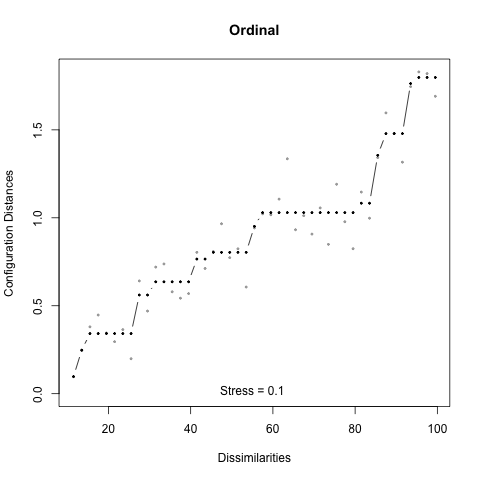 Ordinal
Configuration Distances
1.5
1.0
0.5
0.0
Stress = 0.1
20 40 60 80 100
Dissimilarities